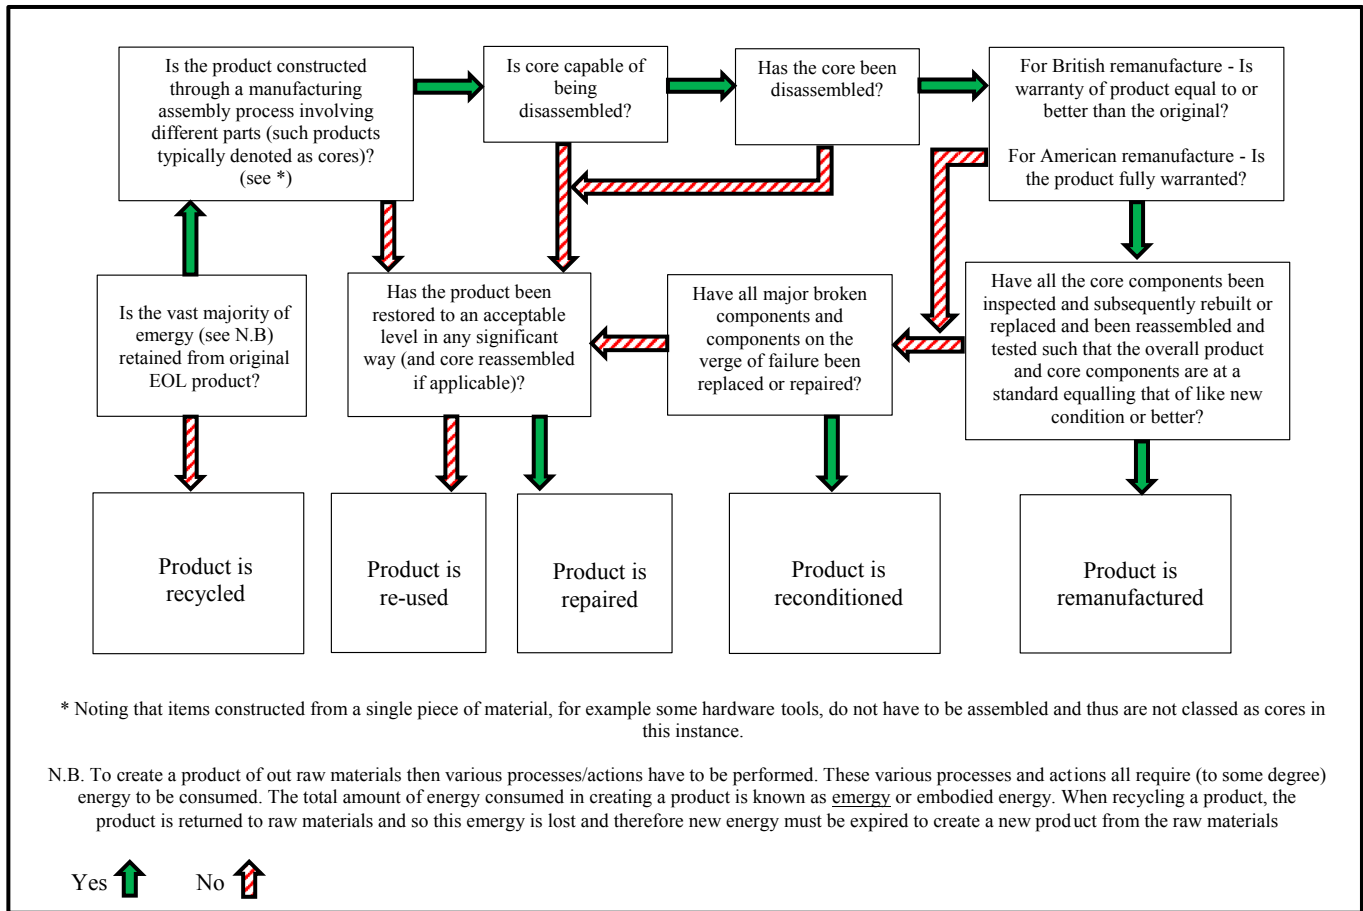 Is the product constructed
through a manufacturing
assembly process involving
different parts (such products
typically denoted as cores)?
(see *)
Is core capable of
being
disassembled?
Has the core been
disassembled?
For British remanufacture - Is
warranty of product equal to or
better than the original?
For American remanufacture - Is
the product fully warranted?
Is the vast majority of
emergy (see N.B)
retained from original
EOL product?
Has the product been
restored to an acceptable
level in any significant
way (and core reassembled
if applicable)?
Have all major broken
components and
components on the
verge of failure been
replaced or repaired?
Have all the core components been
inspected and subsequently rebuilt or
replaced and been reassembled and
tested such that the overall product
and core components are at a
standard equalling that of like new
condition or better?
Product is
recycled
Product is
re-used
Product is
repaired
Product is
reconditioned
Product is
remanufactured
* Noting that items constructed from a single piece of material, for example some hardware tools, do not have to be assembled and thus are not classed as cores in
this instance.
N.B. To create a product of out raw materials then various processes/actions have to be performed. These various processes and actions all require (to some degree)
energy to be consumed. The total amount of energy consumed in creating a product is known as emergy or embodied energy. When recycling a product, the
product is returned to raw materials and so this emergy is lost and therefore new energy must be expired to create a new product from the raw materials
Yes
No